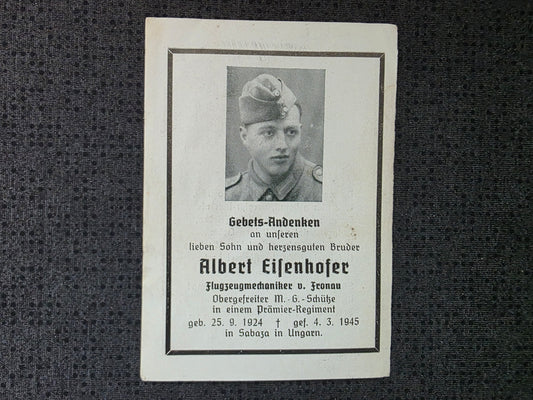 Gebets-Andenken
an unseren
lieben Sohn und herzensguten Bruder
Albert Eisenhofer
Flugzeugmechaniker v. Fronau
Obergefreiter M.-G.-Schütze
in einem Prämier-Regiment
geb. 25. 9. 1924 † gef. 4. 3. 1945
in Sabaza in Ungarn.